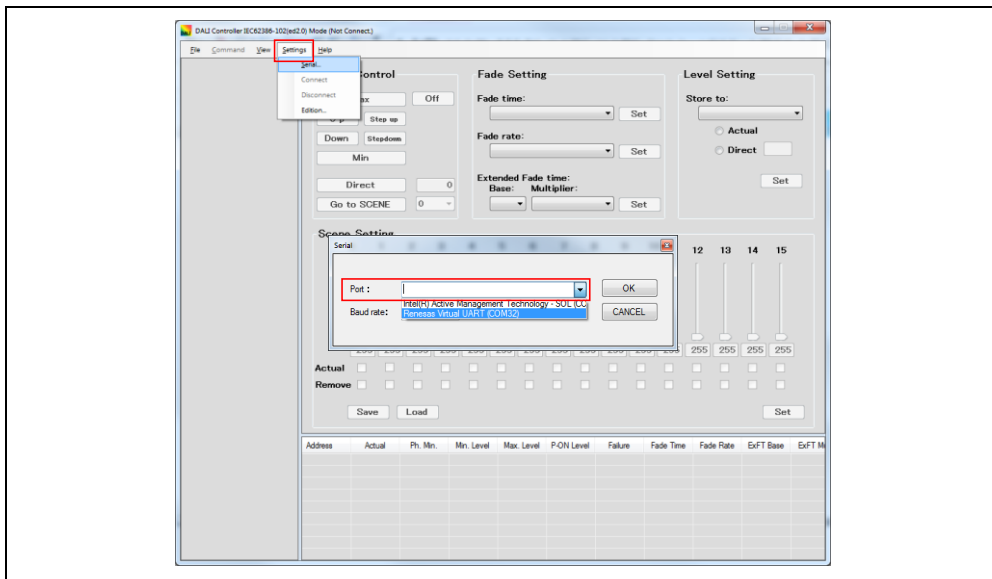 DALI Controller IEC62386-102(ed2.0) Mode (Not Connect)
File Command View Settings Help
Serial...
Connect
Disconnect
Edition...
Control
Off
Step up
Down Stepdown
Min
Direct 0
Go to SCENE 0
Fade Setting
Fade time:
Set
Fade rate:
Set
Extended Fade time:
Base: Multiplier:
Set
Level Setting
Store to:
Actual
Direct
Set
Scene Setting
12 13 14 15
Serial
Port :
OK
Intel(R) Active Management Technology - SOL (CO
Baud rate: Renesas Virtual UART (COM32)
CANCEL
255 255 255 255
Actual
Remove
Save Load Set
Address Actual Ph. Min. Min. Level Max. Level P-ON Level Failure Fade Time Fade Rate ExFT Base ExFT Mu